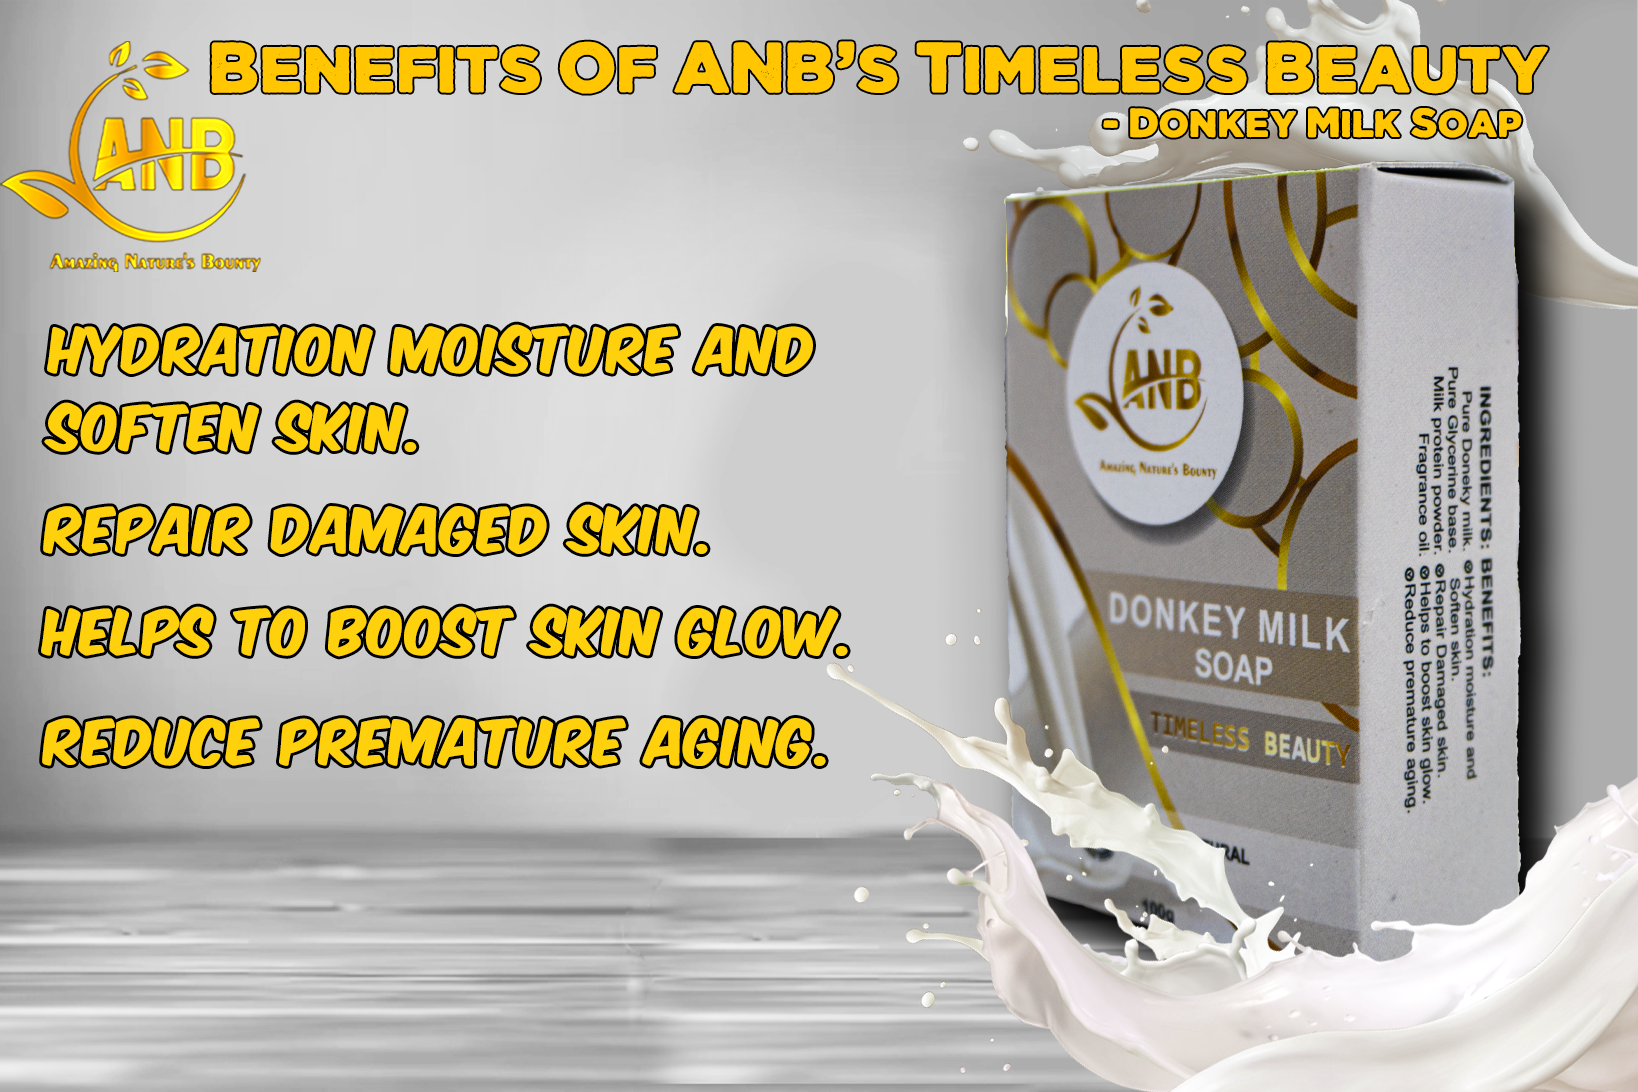 BENEFITS OF ANB'S TIMELESS BEAUTY
- DONKEY MILK SOAP
ANB
AMAZING NATURE'S BOUNTY
HYDRATION MOISTURE AND
SOFTEN SKIN.
REPAIR DAMAGED SKIN.
HELPS TO BOOST SKIN GLOW.
REDUCE PREMATURE AGING.
ANB
AMAZING NATURE'S BOUNTY
DONKEY MILK
SOAP
TIMELESS BEAUTY
100g
INGREDIENTS:
Pure Doneky milk.
Pure Glycerine base.
Milk protein powder.
Fragrance oil.
BENEFITS:
Hydration moisture and
Soften skin.
Repair Damaged skin.
Helps to boost skin glow.
Reduce premature aging.